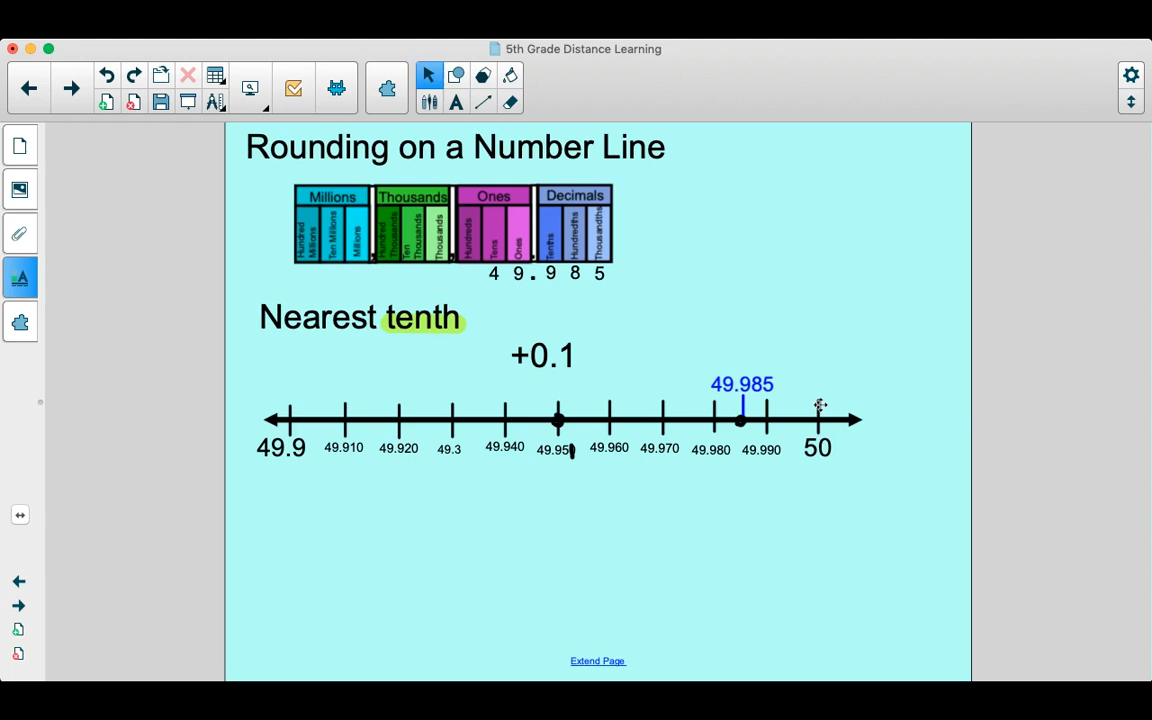 5th Grade Distance Learning
Rounding on a Number Line
Millions Thousands Ones Decimals
Hundred Millions Ten Millions Millions Hundred Thousands Ten Thousands Thousands Hundreds Tens Ones Tenths Hundredths Thousandths
4 9 . 9 8 5
Nearest tenth
+0.1
49.985
49.9 49.910 49.920 49.3 49.940 49.950 49.960 49.970 49.980 49.990 50
Extend Page